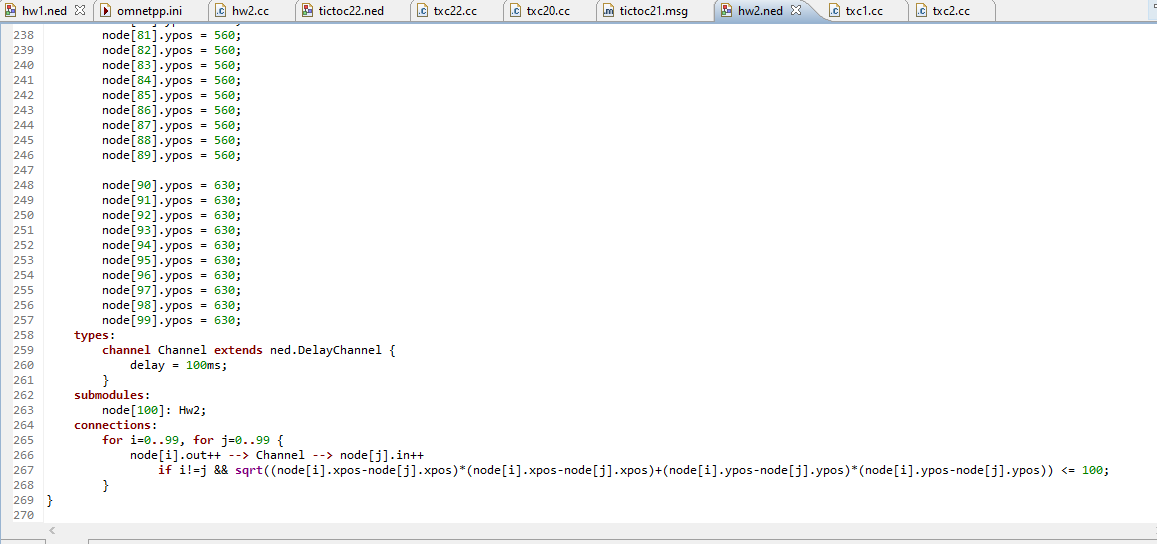 hw1.ned omnetpp.ini hw2.cc tictoc22.ned txc22.cc txc20.cc tictoc21.msg hw2.ned txc1.cc txc2.cc
238 node[81].ypos = 560;
239 node[82].ypos = 560;
240 node[83].ypos = 560;
241 node[84].ypos = 560;
242 node[85].ypos = 560;
243 node[86].ypos = 560;
244 node[87].ypos = 560;
245 node[88].ypos = 560;
246 node[89].ypos = 560;
247
248 node[90].ypos = 630;
249 node[91].ypos = 630;
250 node[92].ypos = 630;
251 node[93].ypos = 630;
252 node[94].ypos = 630;
253 node[95].ypos = 630;
254 node[96].ypos = 630;
255 node[97].ypos = 630;
256 node[98].ypos = 630;
257 node[99].ypos = 630;
258 types:
259 channel Channel extends ned.DelayChannel {
260 delay = 100ms;
261 }
262 submodules:
263 node[100]: Hw2;
264 connections:
265 for i=0..99, for j=0..99 {
266 node[i].out++ --> Channel --> node[j].in++
267 if i!=j && sqrt((node[i].xpos-node[j].xpos)*(node[i].xpos-node[j].xpos)+(node[i].ypos-node[j].ypos)*(node[i].ypos-node[j].ypos)) <= 100;
268 }
269 }
270